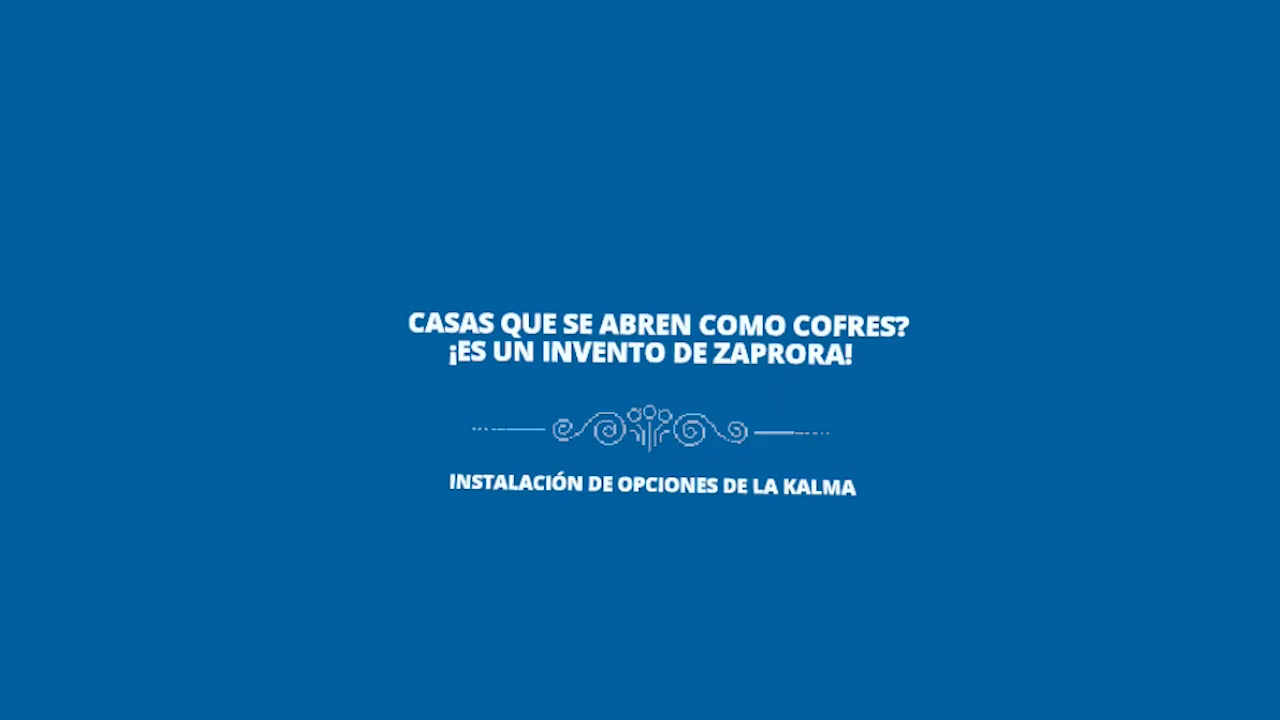 CASAS QUE SE ABREN COMO COFRES?
¡ES UN INVENTO DE ZAPRORA!
INSTALACIÓN DE OPCIONES DE LA KALMA